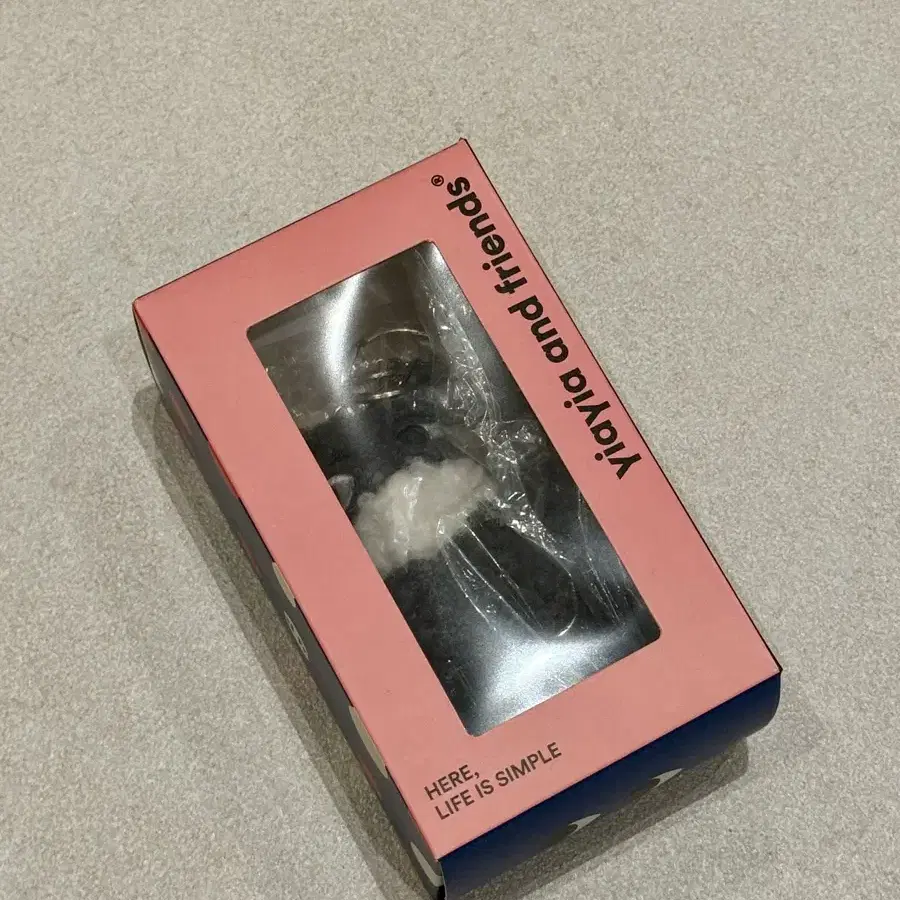 yiayia and friends®
HERE,
LIFE IS SIMPLE